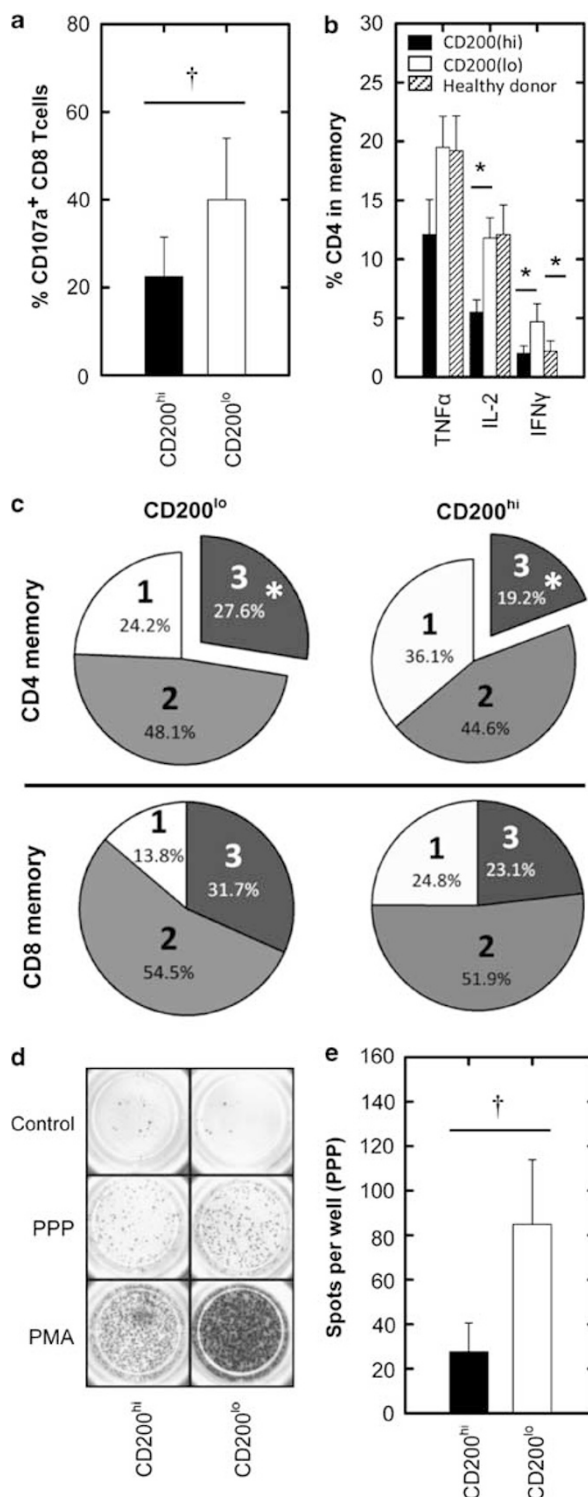 a
80
60
40
20
0
% CD107a+ CD8 Tcells
†
CD200hi
CD200lo
b
30
25
20
15
10
5
0
% CD4 in memory
CD200(hi)
CD200(lo)
Healthy donor
*
*
*
TNFα
IL-2
IFNγ
c
CD200lo
CD200hi
CD4 memory
1
24.2%
3 *
27.6%
2
48.1%
1
36.1%
3 *
19.2%
2
44.6%
CD8 memory
1
13.8%
3
31.7%
2
54.5%
1
24.8%
3
23.1%
2
51.9%
d
Control
PPP
PMA
CD200hi
CD200lo
e
160
140
120
100
80
60
40
20
0
Spots per well (PPP)
†
CD200hi
CD200lo